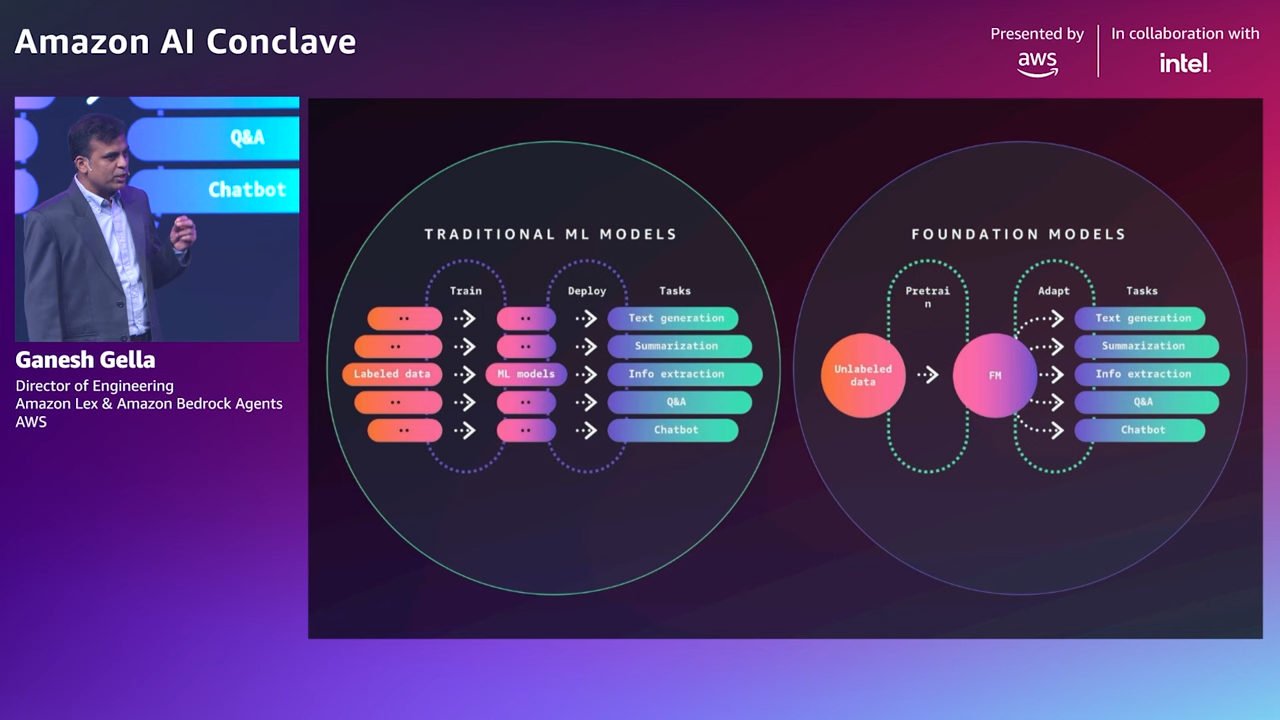 Amazon AI Conclave
Presented by
aws
In collaboration with
intel.
Q&A
Chatbot
Ganesh Gella
Director of Engineering
Amazon Lex & Amazon Bedrock Agents
AWS
TRADITIONAL ML MODELS
Train
Deploy
Tasks
Text generation
Summarization
Labeled data
ML models
Info extraction
Q&A
Chatbot
FOUNDATION MODELS
Pretrai
n
Adapt
Tasks
Unlabeled
data
FM
Text generation
Summarization
Info extraction
Q&A
Chatbot